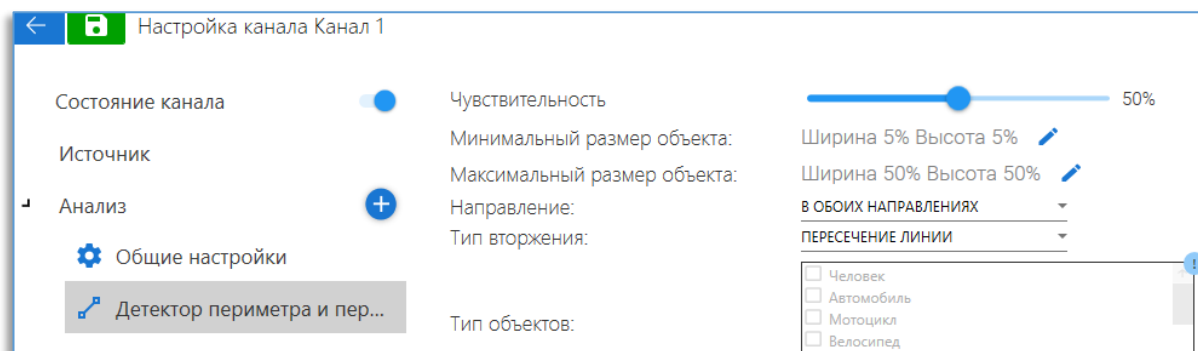 Настройка канала Канал 1
Состояние канала
Источник
Анализ
Общие настройки
Детектор периметра и пер...
Чувствительность 50%
Минимальный размер объекта: Ширина 5% Высота 5%
Максимальный размер объекта: Ширина 50% Высота 50%
Направление: В ОБОИХ НАПРАВЛЕНИЯХ
Тип вторжения: ПЕРЕСЕЧЕНИЕ ЛИНИИ
Тип объектов:
Человек
Автомобиль
Мотоцикл
Велосипед